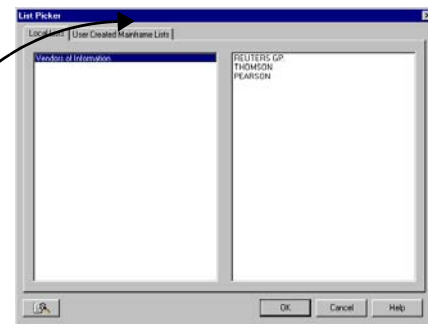 List Picker
Local Lists User Created Mainframe Lists
Vendors of Information
REUTERS GP.
THOMSON
PEARSON
OK Cancel Help